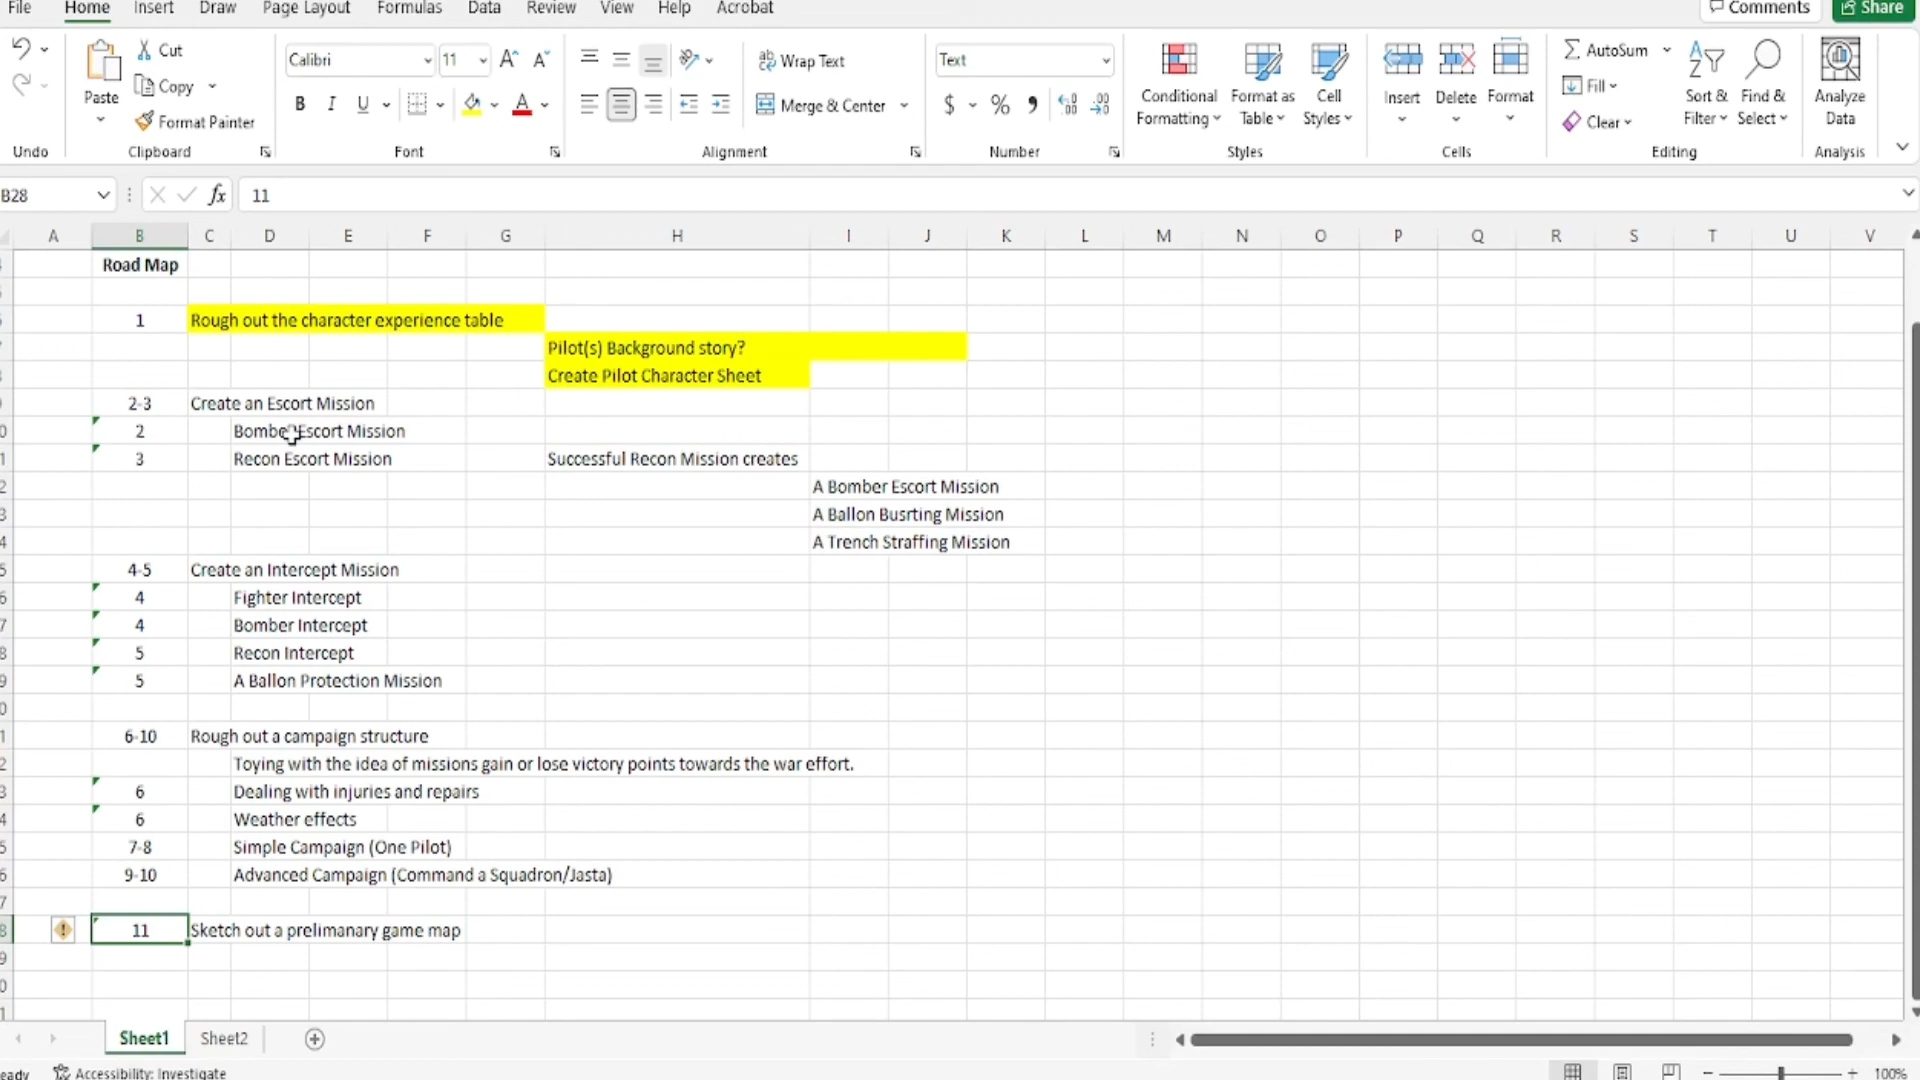 File Home Insert Draw Page Layout Formulas Data Review View Help Acrobat Comments Share
Cut
Copy
Format Painter
Paste
Calibri 11
B I U
Wrap Text
Merge & Center
Text
$ %
Conditional Formatting
Format as Table
Cell Styles
Insert Delete Format
AutoSum
Fill
Clear
Sort & Filter
Find & Select
Analyze Data
Undo Clipboard Font Alignment Number Styles Cells Editing Analysis
B28 fx 11
A B C D E F G H I J K L M N O P Q R S T U V
Road Map
1 Rough out the character experience table
Pilot(s) Background story?
Create Pilot Character Sheet
2-3 Create an Escort Mission
2 Bomber Escort Mission
3 Recon Escort Mission Successful Recon Mission creates
A Bomber Escort Mission
A Ballon Busrting Mission
A Trench Straffing Mission
4-5 Create an Intercept Mission
4 Fighter Intercept
4 Bomber Intercept
5 Recon Intercept
5 A Ballon Protection Mission
6-10 Rough out a campaign structure
Toying with the idea of missions gain or lose victory points towards the war effort.
6 Dealing with injuries and repairs
6 Weather effects
7-8 Simple Campaign (One Pilot)
9-10 Advanced Campaign (Command a Squadron/Jasta)
11 Sketch out a prelimanary game map
Sheet1 Sheet2
Accessibility: Investigate 100%